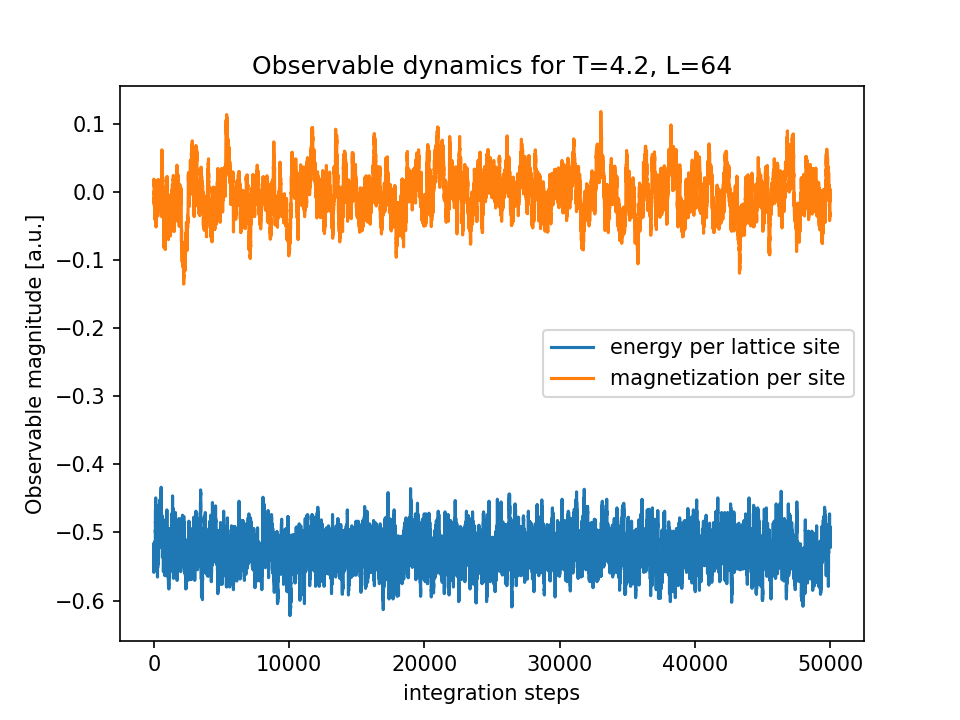 Observable dynamics for T=4.2, L=64
Observable magnitude [a.u.]
0.1
0.0
−0.1
−0.2
−0.3
−0.4
−0.5
−0.6
energy per lattice site
magnetization per site
0 10000 20000 30000 40000 50000
integration steps